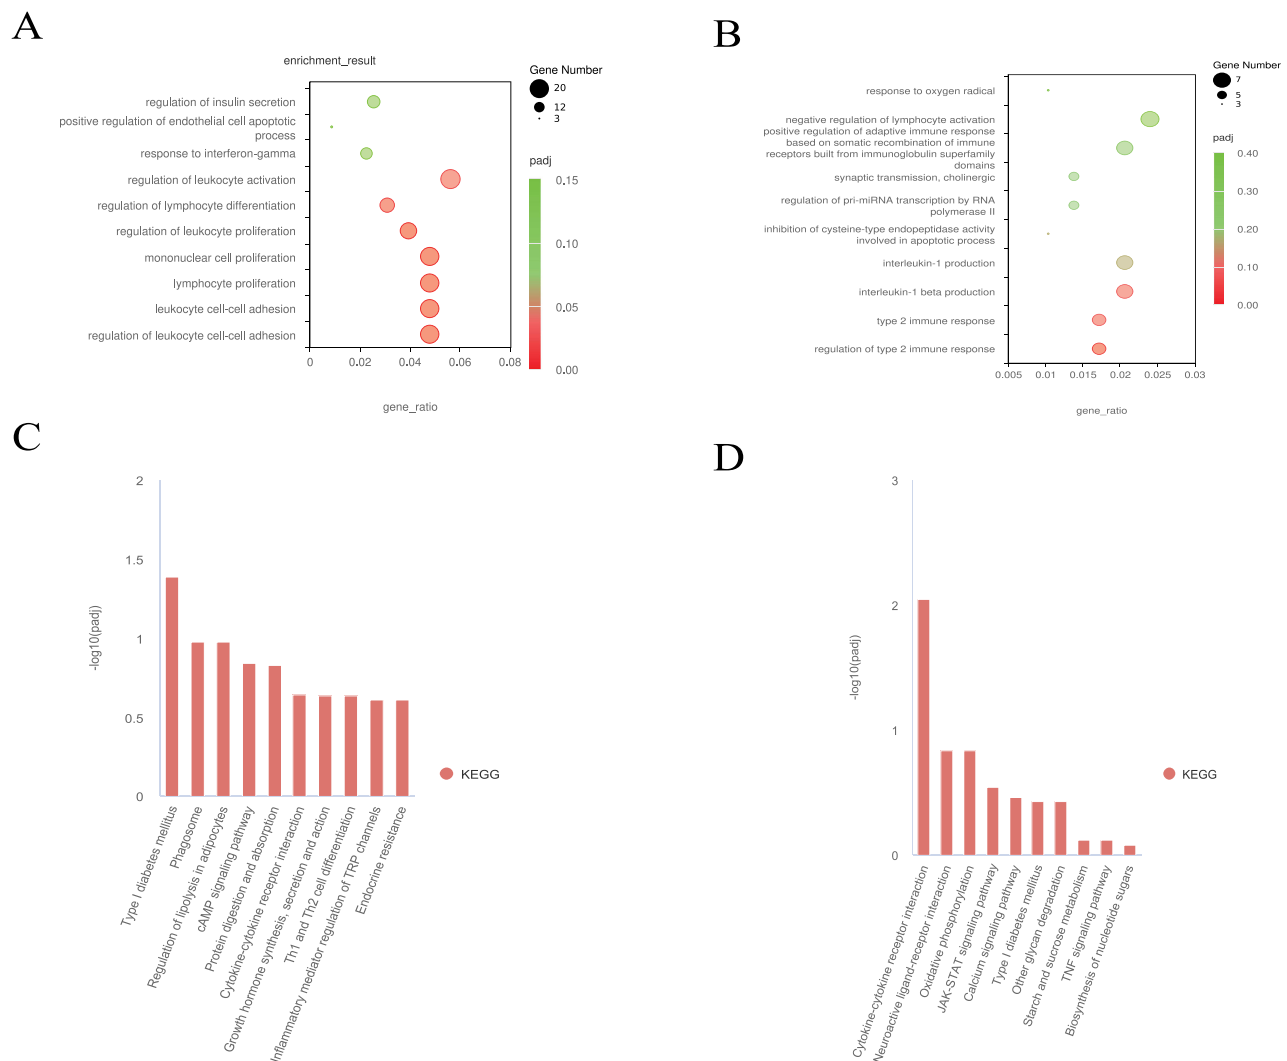 A
enrichment_result
regulation of insulin secretion
positive regulation of endothelial cell apoptotic
process
response to interferon-gamma
regulation of leukocyte activation
regulation of lymphocyte differentiation
regulation of leukocyte proliferation
mononuclear cell proliferation
lymphocyte proliferation
leukocyte cell-cell adhesion
regulation of leukocyte cell-cell adhesion
0 0.02 0.04 0.06 0.08
gene_ratio
Gene Number
20
12
3
padj
0.15
0.10
0.05
0.00
B
response to oxygen radical
negative regulation of lymphocyte activation
positive regulation of adaptive immune response
based on somatic recombination of immune
receptors built from immunoglobulin superfamily
domains
synaptic transmission, cholinergic
regulation of pri-miRNA transcription by RNA
polymerase II
inhibition of cysteine-type endopeptidase activity
involved in apoptotic process
interleukin-1 production
interleukin-1 beta production
type 2 immune response
regulation of type 2 immune response
0.005 0.01 0.015 0.02 0.025 0.03
gene_ratio
Gene Number
7
5
3
padj
0.40
0.30
0.20
0.10
0.00
C
2
1.5
1
0.5
0
-log10(padj)
Type I diabetes mellitus
Phagosome
Regulation of lipolysis in adipocytes
cAMP signaling pathway
Protein digestion and absorption
Cytokine-cytokine receptor interaction
Growth hormone synthesis, secretion and action
Th1 and Th2 cell differentiation
Inflammatory mediator regulation of TRP channels
Endocrine resistance
KEGG
D
3
2
1
0
-log10(padj)
Cytokine-cytokine receptor interaction
Neuroactive ligand-receptor interaction
Oxidative phosphorylation
JAK-STAT signaling pathway
Calcium signaling pathway
Type I diabetes mellitus
Other glycan degradation
Starch and sucrose metabolism
TNF signaling pathway
Biosynthesis of nucleotide sugars
KEGG